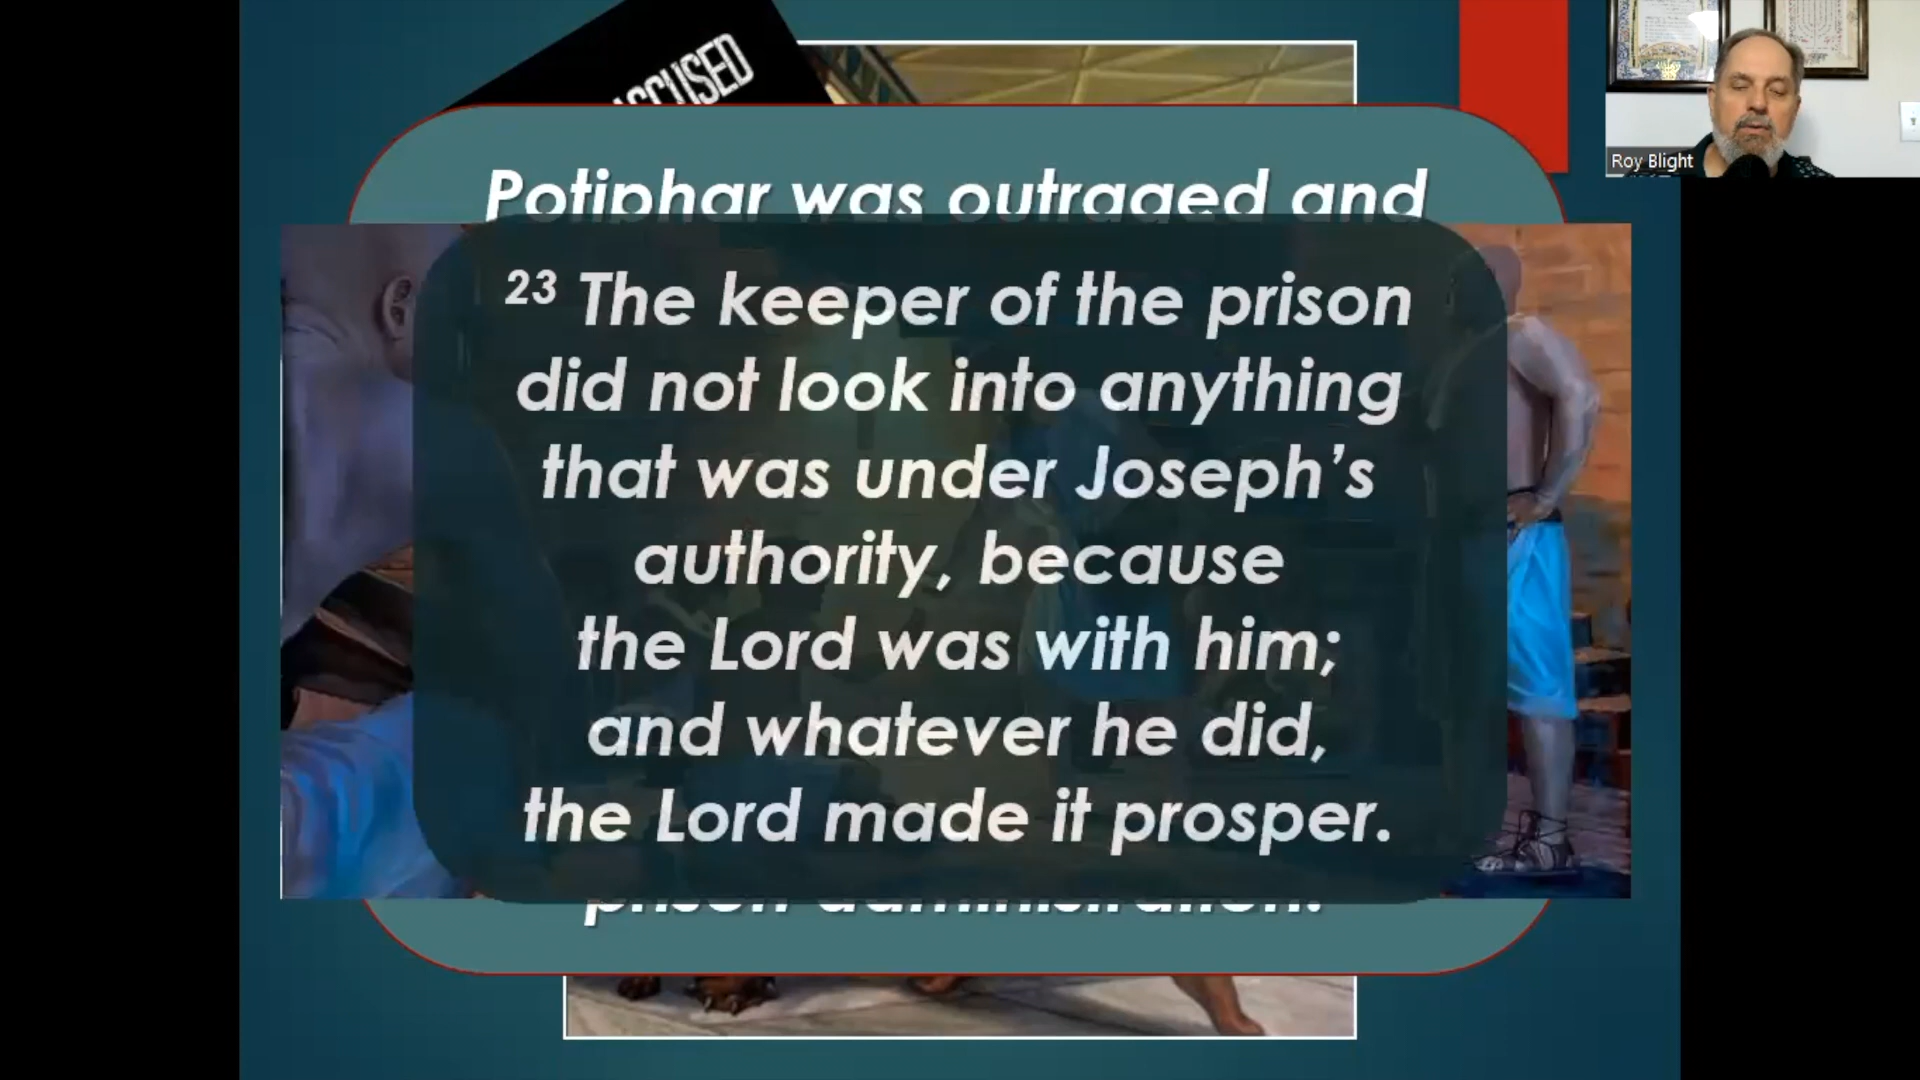 ACCUSED
Roy Blight
Potiphar was outraged and
23 The keeper of the prison
did not look into anything
that was under Joseph's
authority, because
the Lord was with him;
and whatever he did,
the Lord made it prosper.
prison administration.